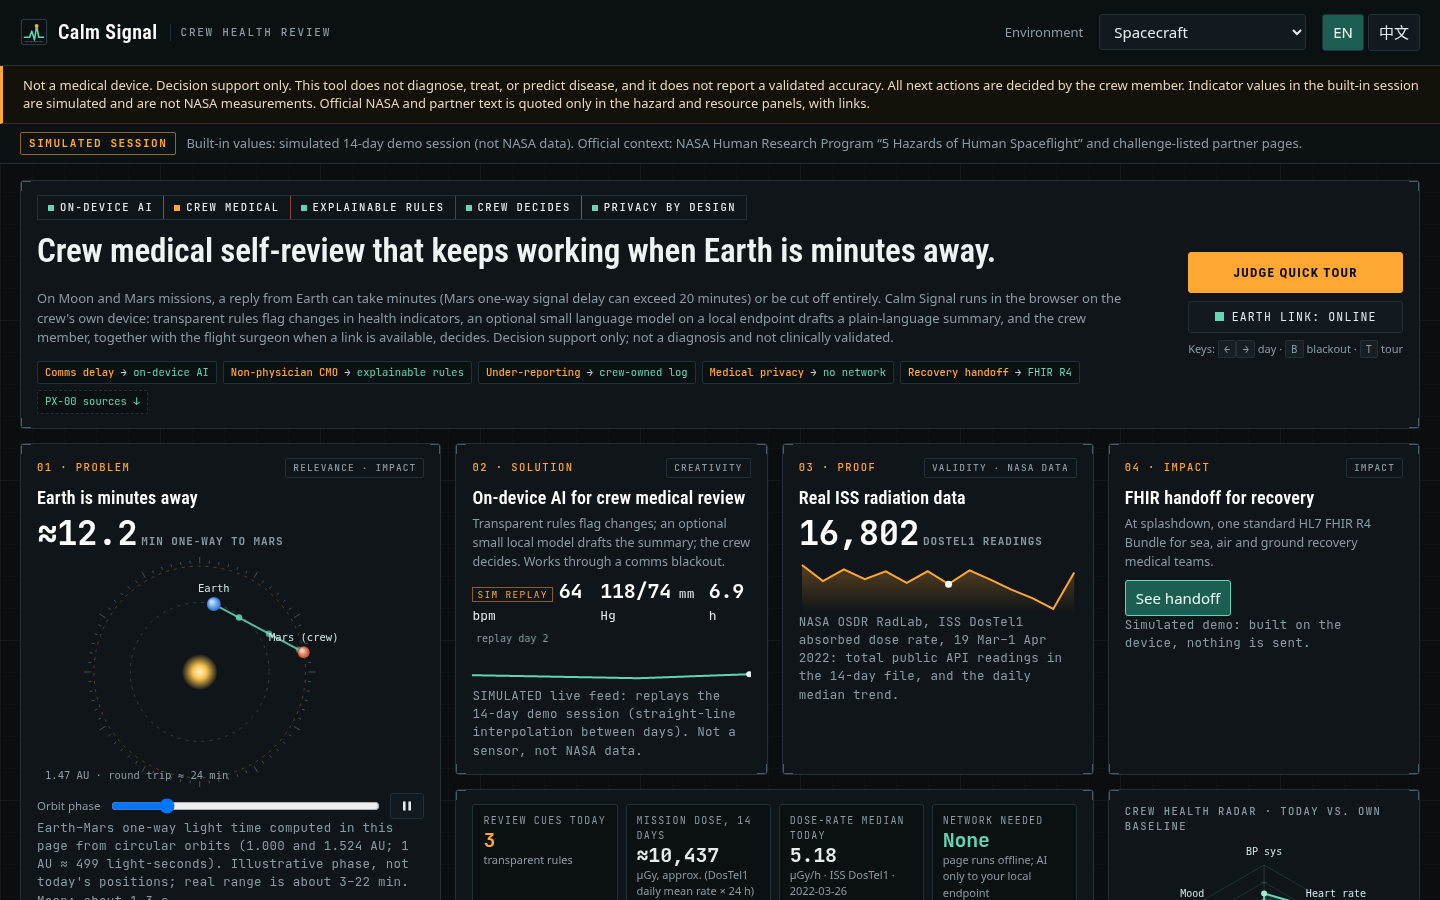 Calm Signal
CREW HEALTH REVIEW
Environment
Spacecraft
EN
中文
Not a medical device. Decision support only. This tool does not diagnose, treat, or predict disease, and it does not report a validated accuracy. All next actions are decided by the crew member. Indicator values in the built-in session
are simulated and are not NASA measurements. Official NASA and partner text is quoted only in the hazard and resource panels, with links.
SIMULATED SESSION
Built-in values: simulated 14-day demo session (not NASA data). Official context: NASA Human Research Program “5 Hazards of Human Spaceflight” and challenge-listed partner pages.
ON-DEVICE AI
CREW MEDICAL
EXPLAINABLE RULES
CREW DECIDES
PRIVACY BY DESIGN
Crew medical self-review that keeps working when Earth is minutes away.
On Moon and Mars missions, a reply from Earth can take minutes (Mars one-way signal delay can exceed 20 minutes) or be cut off entirely. Calm Signal runs in the browser on the
crew's own device: transparent rules flag changes in health indicators, an optional small language model on a local endpoint drafts a plain-language summary, and the crew
member, together with the flight surgeon when a link is available, decides. Decision support only; not a diagnosis and not clinically validated.
Comms delay → on-device AI
Non-physician CMO → explainable rules
Under-reporting → crew-owned log
Medical privacy → no network
Recovery handoff → FHIR R4
PX-00 sources ↓
JUDGE QUICK TOUR
EARTH LINK: ONLINE
Keys: ← → day · B blackout · T tour
01 · PROBLEM
RELEVANCE · IMPACT
Earth is minutes away
≈12.2 MIN ONE-WAY TO MARS
Earth
Mars (crew)
1.47 AU · round trip ≈ 24 min
Orbit phase
Earth–Mars one-way light time computed in this
page from circular orbits (1.000 and 1.524 AU; 1
AU ≈ 499 light-seconds). Illustrative phase, not
today's positions; real range is about 3–22 min.
Moon: about 1.3 s.
02 · SOLUTION
CREATIVITY
On-device AI for crew medical review
Transparent rules flag changes; an optional
small local model drafts the summary; the crew
decides. Works through a comms blackout.
SIM REPLAY 64 118/74 mm 6.9
bpm Hg h
replay day 2
SIMULATED live feed: replays the
14-day demo session (straight-line
interpolation between days). Not a
sensor, not NASA data.
03 · PROOF
VALIDITY · NASA DATA
Real ISS radiation data
16,802 DOSTEL1 READINGS
NASA OSDR RadLab, ISS DosTel1
absorbed dose rate, 19 Mar–1 Apr
2022: total public API readings in
the 14-day file, and the daily
median trend.
04 · IMPACT
IMPACT
FHIR handoff for recovery
At splashdown, one standard HL7 FHIR R4
Bundle for sea, air and ground recovery
medical teams.
See handoff
Simulated demo: built on the
device, nothing is sent.
REVIEW CUES TODAY
3
transparent rules
MISSION DOSE, 14
DAYS
≈10,437
µGy, approx. (DosTel1
daily mean rate × 24 h)
DOSE-RATE MEDIAN
TODAY
5.18
µGy/h · ISS DosTel1 ·
2022-03-26
NETWORK NEEDED
None
page runs offline; AI
only to your local
endpoint
CREW HEALTH RADAR · TODAY VS. OWN
BASELINE
BP sys
Mood
Heart rate